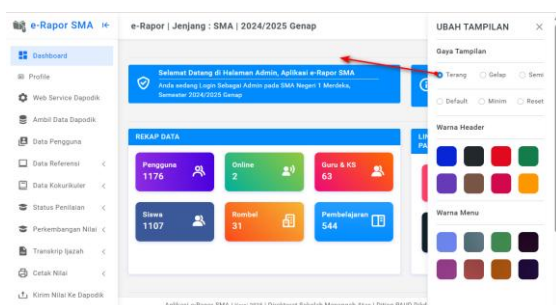 e-Rapor SMA
e-Rapor | Jenjang : SMA | 2024/2025 Genap
UBAH TAMPILAN
Dashboard
Profile
Web Service Dapodik
Ambil Data Dapodik
Data Pengguna
Data Referensi
Data Kokurikuler
Status Penilaian
Perkembangan Nilai
Transkrip Ijazah
Cetak Nilai
Kirim Nilai Ke Dapodik
Selamat Datang di Halaman Admin, Aplikasi e-Rapor SMA
Anda sedang Login Sebagai Admin pada SMA Negeri 1 Merdeka,
Semester 2024/2025 Genap
REKAP DATA
Pengguna
1176
Online
2
Guru & KS
63
Siswa
1107
Rombel
31
Pembelajaran
544
Gaya Tampilan
Terang
Gelap
Semi
Default
Minim
Reset
Warna Header
Warna Menu